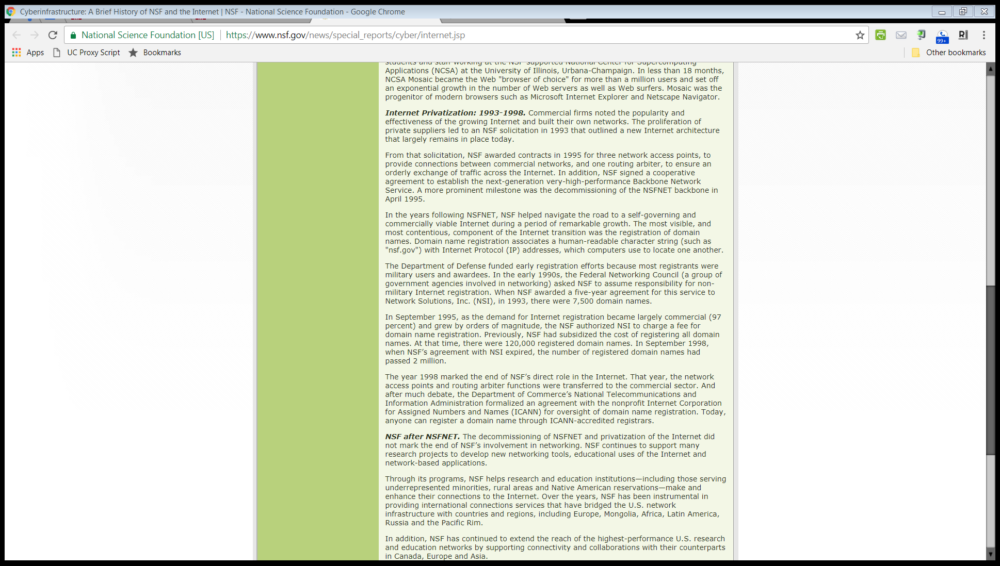 Cyberinfrastructure: A Brief History of NSF and the Internet | NSF - National Science Foundation - Google Chrome
National Science Foundation [US] https://www.nsf.gov/news/special_reports/cyber/internet.jsp
99+
Apps UC Proxy Script Bookmarks Other bookmarks
students and staff working at the NSF-supported National Center for Supercomputing
Applications (NCSA) at the University of Illinois, Urbana-Champaign. In less than 18 months,
NCSA Mosaic became the Web "browser of choice" for more than a million users and set off
an exponential growth in the number of Web servers as well as Web surfers. Mosaic was the
progenitor of modern browsers such as Microsoft Internet Explorer and Netscape Navigator.
Internet Privatization: 1993-1998. Commercial firms noted the popularity and
effectiveness of the growing Internet and built their own networks. The proliferation of
private suppliers led to an NSF solicitation in 1993 that outlined a new Internet architecture
that largely remains in place today.
From that solicitation, NSF awarded contracts in 1995 for three network access points, to
provide connections between commercial networks, and one routing arbiter, to ensure an
orderly exchange of traffic across the Internet. In addition, NSF signed a cooperative
agreement to establish the next-generation very-high-performance Backbone Network
Service. A more prominent milestone was the decommissioning of the NSFNET backbone in
April 1995.
In the years following NSFNET, NSF helped navigate the road to a self-governing and
commercially viable Internet during a period of remarkable growth. The most visible, and
most contentious, component of the Internet transition was the registration of domain
names. Domain name registration associates a human-readable character string (such as
"nsf.gov") with Internet Protocol (IP) addresses, which computers use to locate one another.
The Department of Defense funded early registration efforts because most registrants were
military users and awardees. In the early 1990s, the Federal Networking Council (a group of
government agencies involved in networking) asked NSF to assume responsibility for non-
military Internet registration. When NSF awarded a five-year agreement for this service to
Network Solutions, Inc. (NSI), in 1993, there were 7,500 domain names.
In September 1995, as the demand for Internet registration became largely commercial (97
percent) and grew by orders of magnitude, the NSF authorized NSI to charge a fee for
domain name registration. Previously, NSF had subsidized the cost of registering all domain
names. At that time, there were 120,000 registered domain names. In September 1998,
when NSF’s agreement with NSI expired, the number of registered domain names had
passed 2 million.
The year 1998 marked the end of NSF’s direct role in the Internet. That year, the network
access points and routing arbiter functions were transferred to the commercial sector. And
after much debate, the Department of Commerce’s National Telecommunications and
Information Administration formalized an agreement with the nonprofit Internet Corporation
for Assigned Numbers and Names (ICANN) for oversight of domain name registration. Today,
anyone can register a domain name through ICANN-accredited registrars.
NSF after NSFNET. The decommissioning of NSFNET and privatization of the Internet did
not mark the end of NSF’s involvement in networking. NSF continues to support many
research projects to develop new networking tools, educational uses of the Internet and
network-based applications.
Through its programs, NSF helps research and education institutions—including those serving
underrepresented minorities, rural areas and Native American reservations—make and
enhance their connections to the Internet. Over the years, NSF has been instrumental in
providing international connections services that have bridged the U.S. network
infrastructure with countries and regions, including Europe, Mongolia, Africa, Latin America,
Russia and the Pacific Rim.
In addition, NSF has continued to extend the reach of the highest-performance U.S. research
and education networks by supporting connectivity and collaborations with their counterparts
in Canada, Europe and Asia.